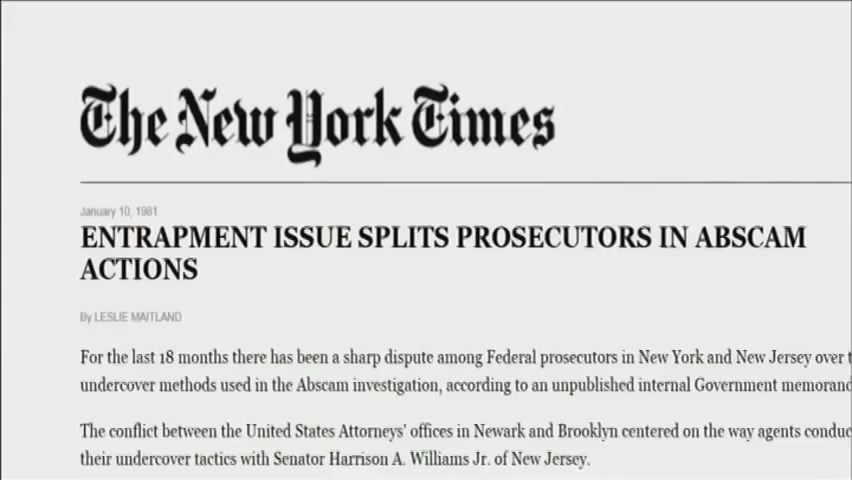 The New York Times
January 10, 1981
ENTRAPMENT ISSUE SPLITS PROSECUTORS IN ABSCAM
ACTIONS
By LESLIE MAITLAND
For the last 18 months there has been a sharp dispute among Federal prosecutors in New York and New Jersey over
undercover methods used in the Abscam investigation, according to an unpublished internal Government
The conflict between the United States Attorneys' offices in Newark and Brooklyn centered on the way agents
their undercover tactics with Senator Harrison A. Williams Jr. of New Jersey.